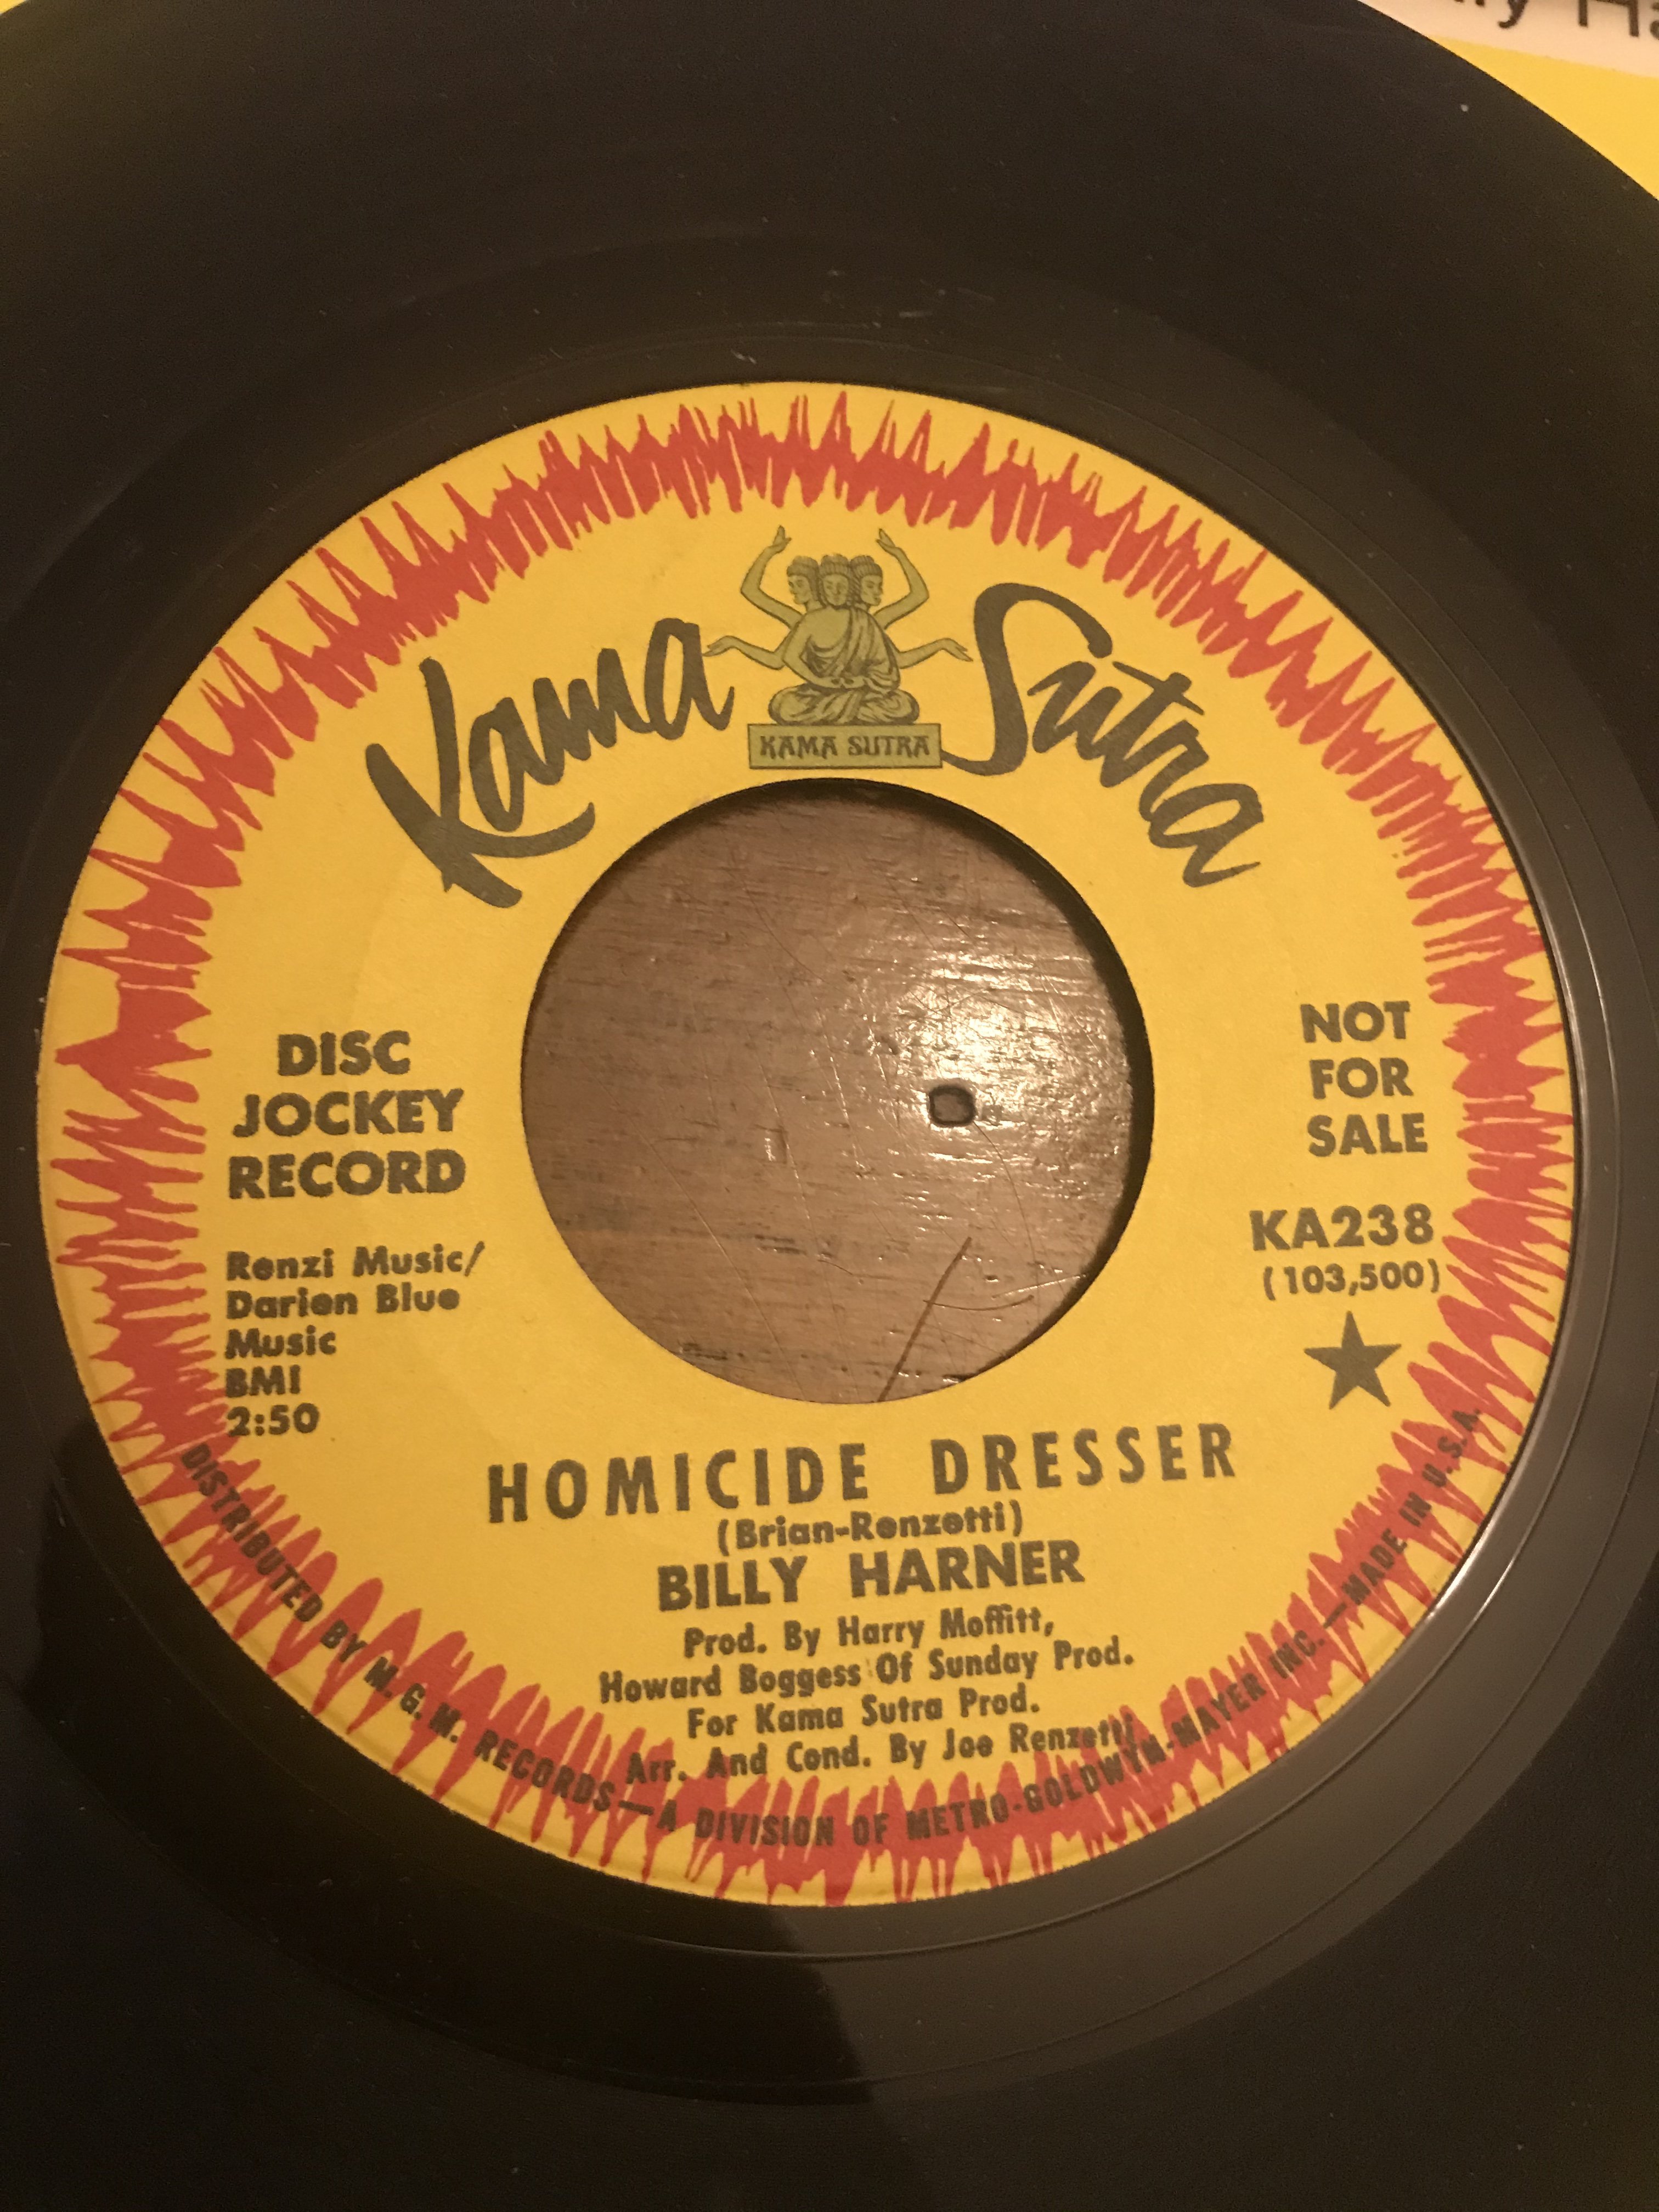 Kama Sutra
KAMA SUTRA
DISC
JOCKEY
RECORD
NOT
FOR
SALE
KA238
(103,500)
Renzi Music/
Darien Blue
Music
BMI
2:50
HOMICIDE DRESSER
(Brian-Renzetti)
BILLY HARNER
Prod. By Harry Moffitt,
Howard Boggess Of Sunday Prod.
For Kama Sutra Prod.
Arr. And Cond. By Joe Renzetti
DISTRIBUTED BY M. G. M. RECORDS—A DIVISION OF METRO-GOLDWYN-MAYER INC.—MADE IN U.S.A.